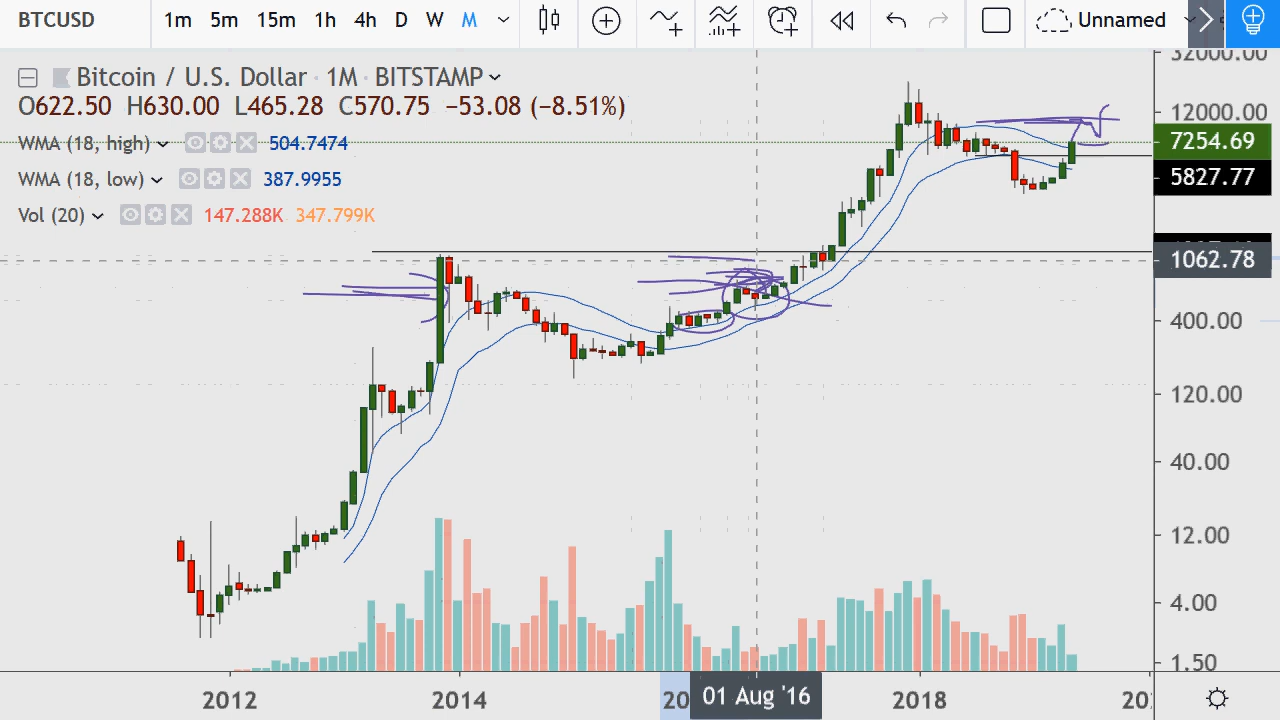 BTCUSD 1m 5m 15m 1h 4h D W M Unnamed
Bitcoin / U.S. Dollar · 1M · BITSTAMP
O622.50 H630.00 L465.28 C570.75 −53.08 (−8.51%)
WMA (18, high) 504.7474
WMA (18, low) 387.9955
Vol (20) 147.288K 347.799K
32000.00
12000.00
7254.69
5827.77
1062.78
400.00
120.00
40.00
12.00
4.00
1.50
2012 2014 01 Aug '16 2018